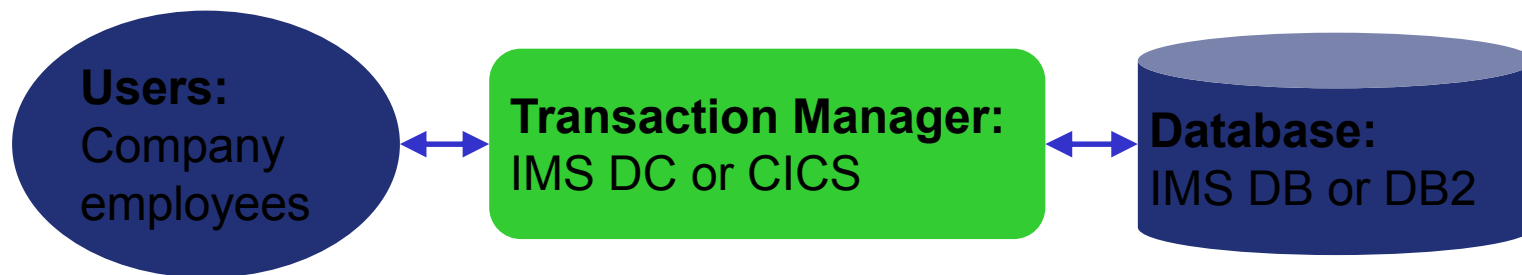 Users:
Company
employees
Transaction Manager:
IMS DC or CICS
Database:
IMS DB or DB2